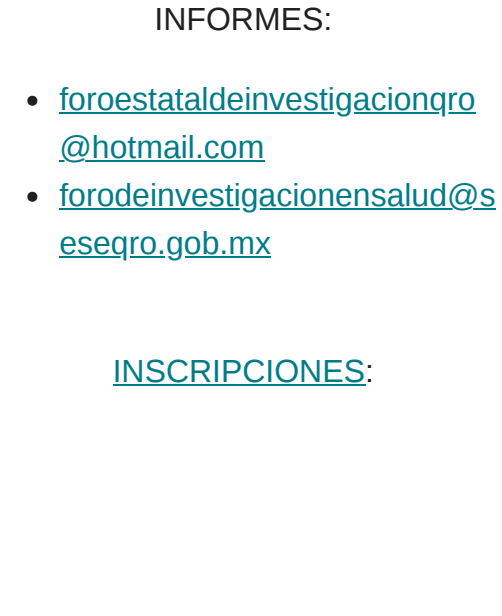 INFORMES:
foroestataldeinvestigacionqro
@hotmail.com
forodeinvestigacionensalud@s
eseqro.gob.mx
INSCRIPCIONES: